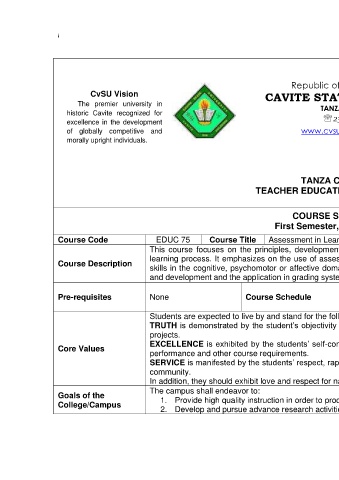 i
CvSU Vision
The premier university in
historic Cavite recognized for
excellence in the development
of globally competitive and
morally upright individuals.
Republic of
CAVITE STA
TANZ
www.cvsu
TANZA C
TEACHER EDUCATI
COURSE S
First Semester,
Course Code EDUC 75 Course Title Assessment in Lear
Course Description
This course focuses on the principles, development
learning process. It emphasizes on the use of asses
skills in the cognitive, psychomotor or affective doma
and development and the application in grading syste
Pre-requisites None Course Schedule
Core Values
Students are expected to live by and stand for the foll
TRUTH is demonstrated by the student's objectivity
projects.
EXCELLENCE is exhibited by the students' self-con
performance and other course requirements.
SERVICE is manifested by the students' respect, rap
community.
In addition, they should exhibit love and respect for na
Goals of the
College/Campus
The campus shall endeavor to:
1. Provide high quality instruction in order to proc
2. Develop and pursue advance research activitie